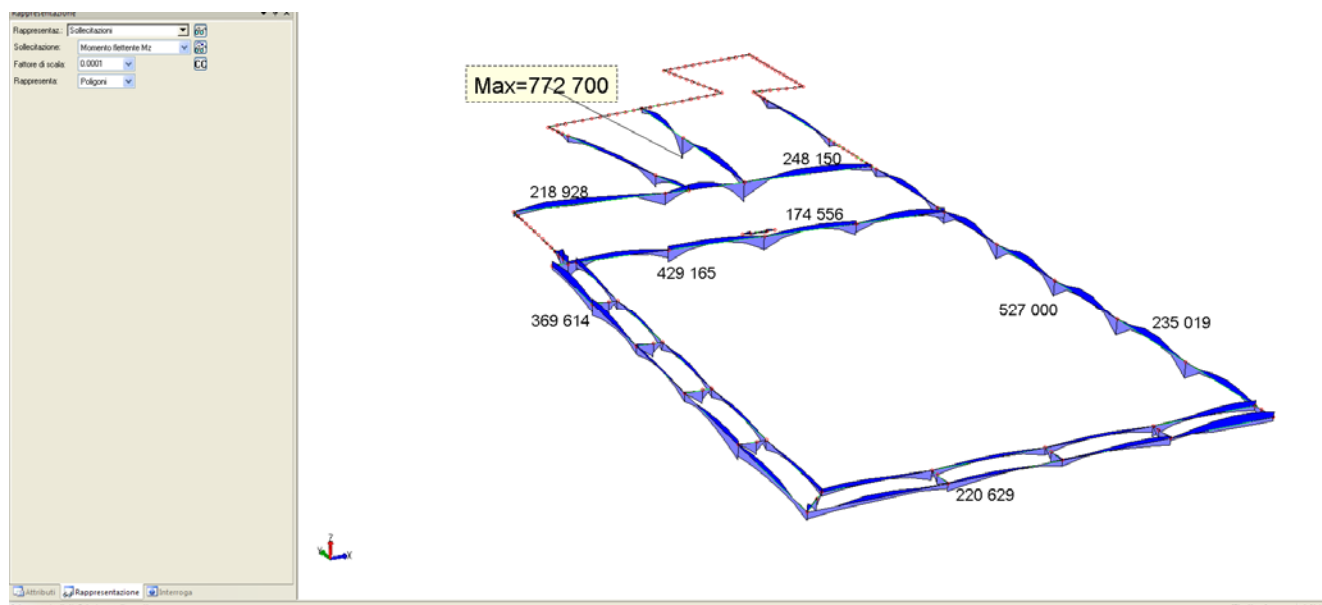 Rappresentazione
Rappresentaz.: Sollecitazioni
Sollecitazione: Momento flettente Mz
Fattore di scala: 0.0001
Rappresenta: Poligoni
Max=772 700
248 150
218 928
174 556
429 165
369 614
527 000
235 019
220 629
Z
Y
X
Attributi Rappresentazione Interroga